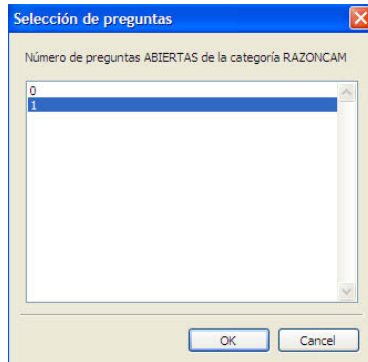 Selección de preguntas
Número de preguntas ABIERTAS de la categoría RAZONCAM
0
1
OK
Cancel